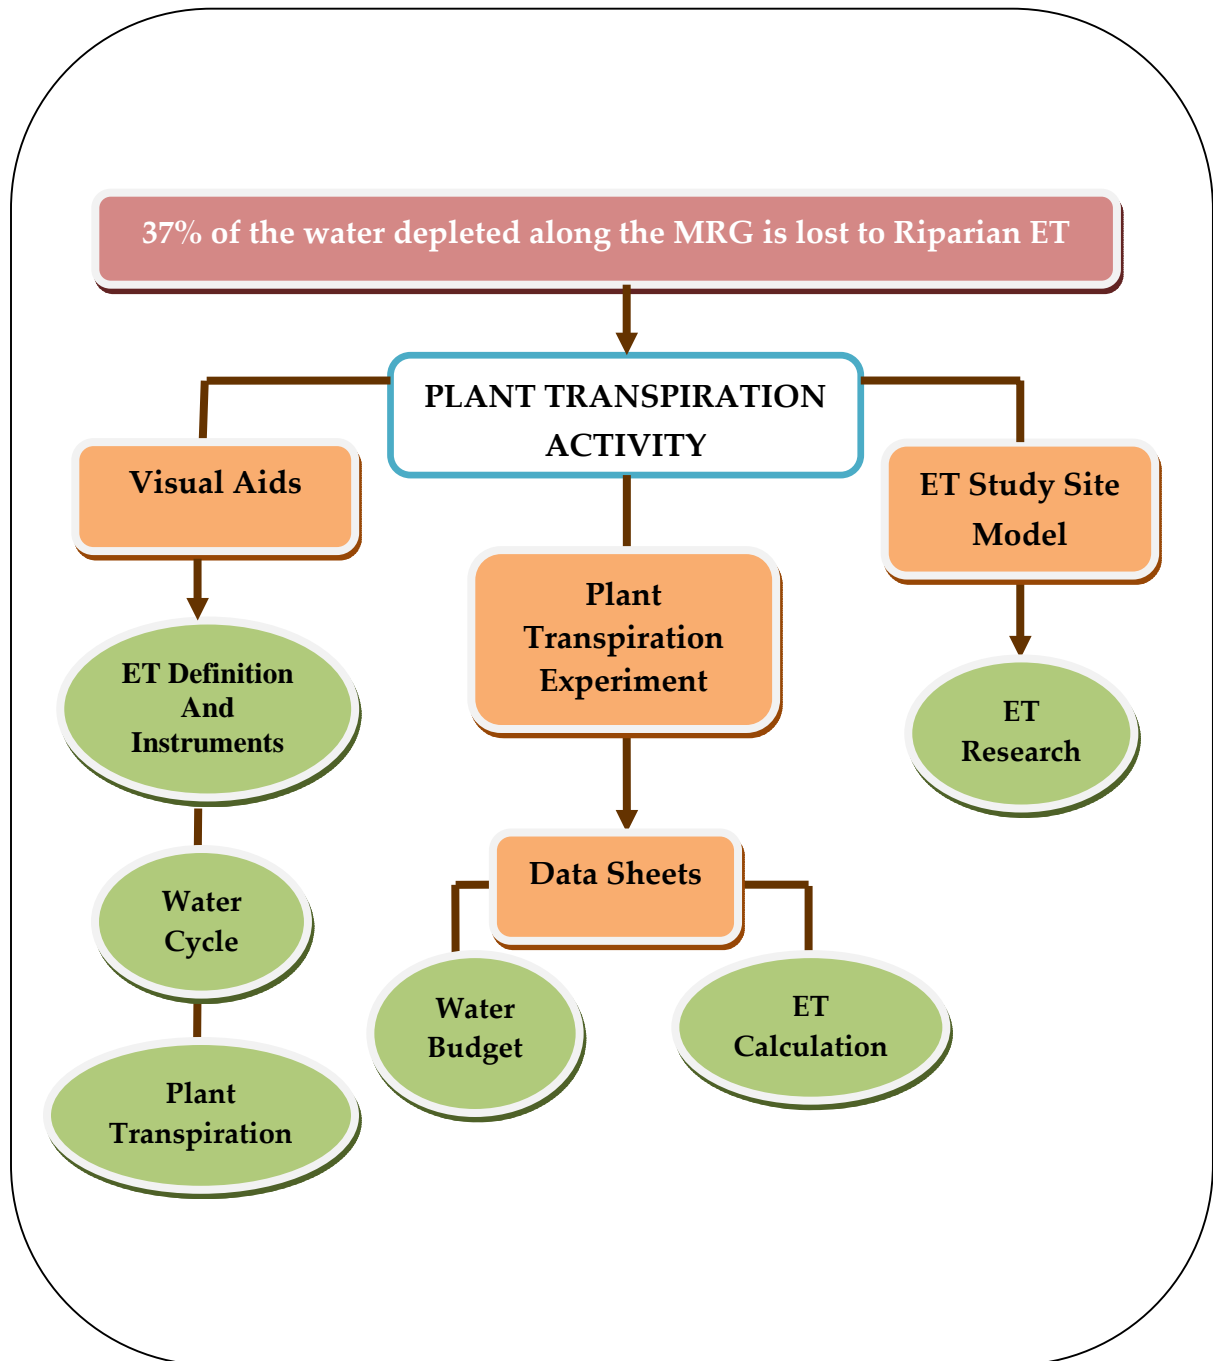 37% of the water depleted along the MRG is lost to Riparian ET
PLANT TRANSPIRATION
ACTIVITY
Visual Aids
ET Study Site
Model
Plant
Transpiration
Experiment
ET Definition
And
Instruments
ET
Research
Data Sheets
Water
Cycle
Water
Budget
ET
Calculation
Plant
Transpiration